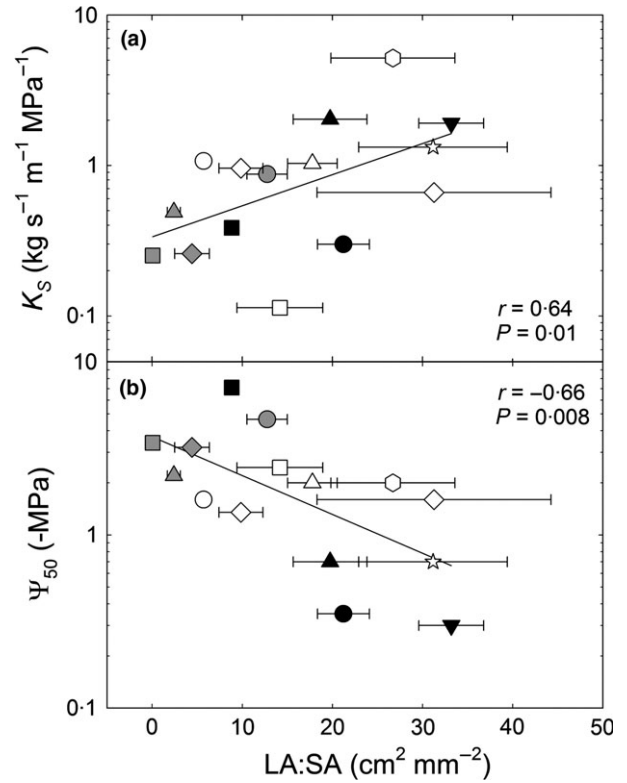 10
(a)
K_S (kg s⁻¹ m⁻¹ MPa⁻¹)
1
0·1
r = 0·64
P = 0·01
10
(b)
r = −0·66
P = 0·008
Ψ₅₀ (-MPa)
1
0·1
0 10 20 30 40 50
LA:SA (cm² mm⁻²)